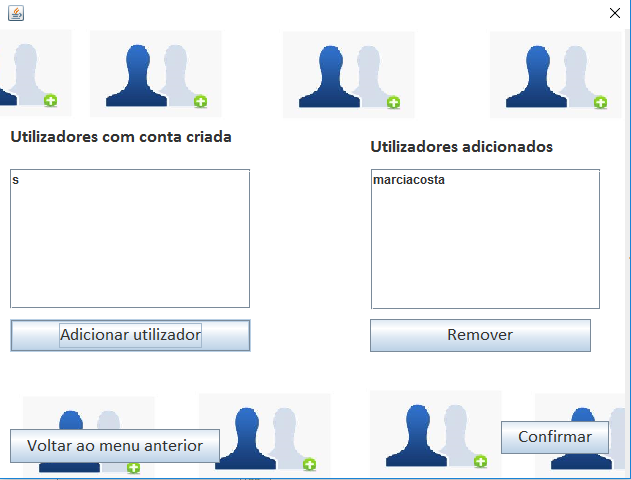 Utilizadores com conta criada
Utilizadores adicionados
s
marciacosta
Adicionar utilizador
Remover
Voltar ao menu anterior
Confirmar